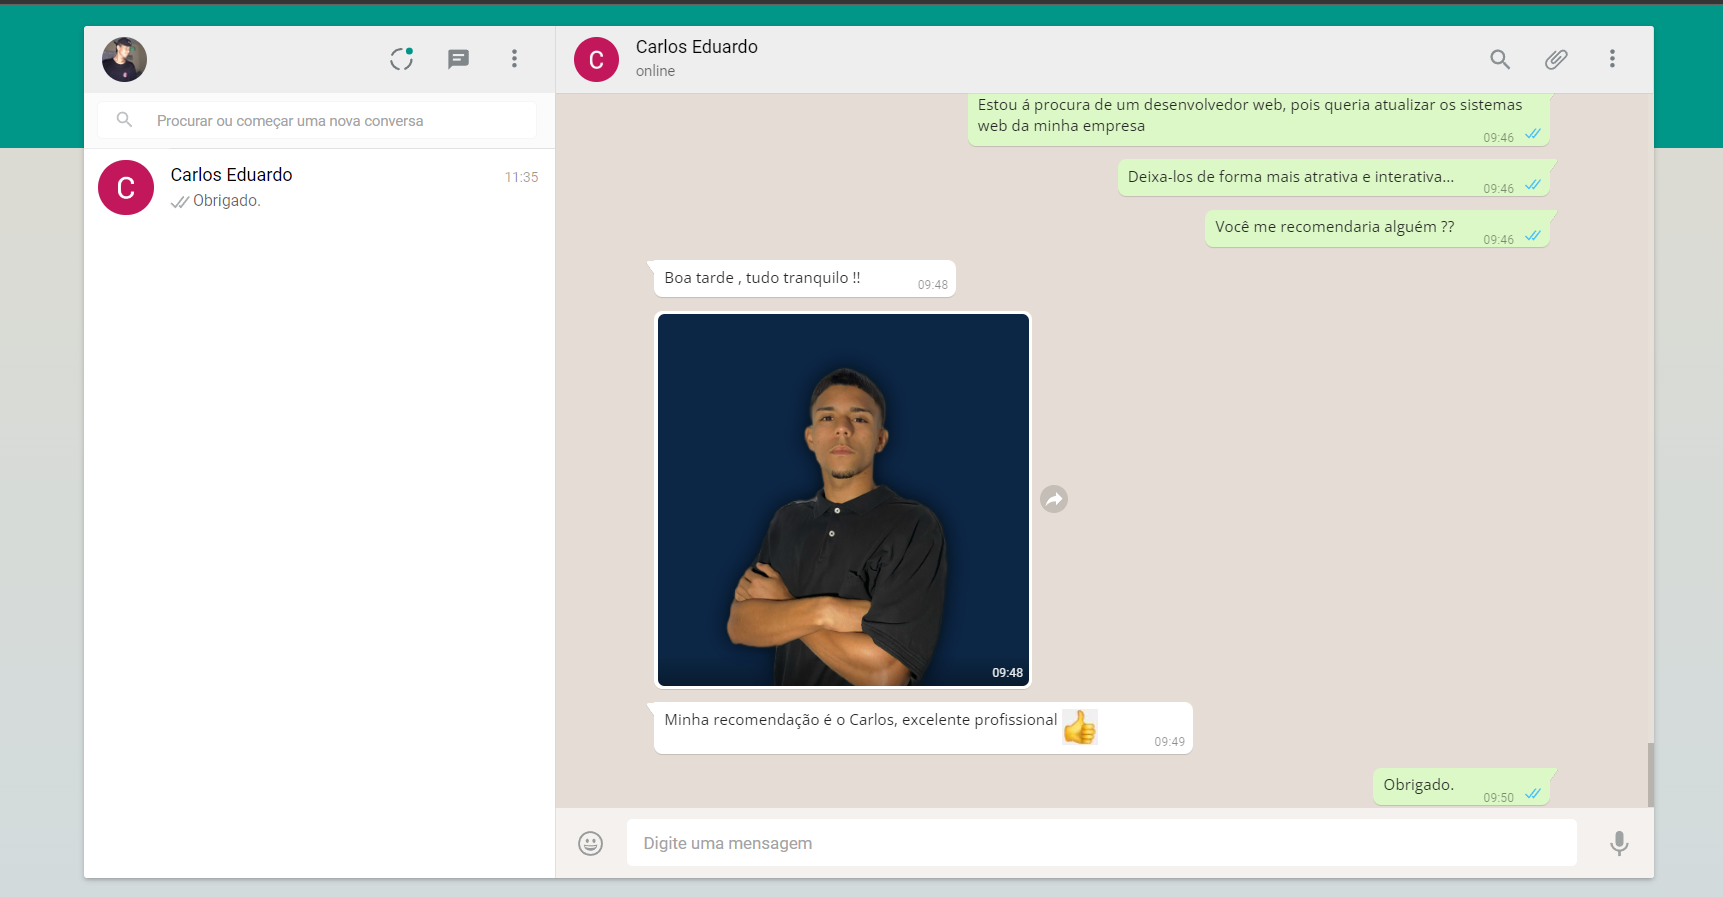 Procurar ou começar uma nova conversa
C
Carlos Eduardo
11:35
Obrigado.
C
Carlos Eduardo
online
Estou á procura de um desenvolvedor web, pois queria atualizar os sistemas
web da minha empresa
09:46
Deixa-los de forma mais atrativa e interativa...
09:46
Você me recomendaria alguém ??
09:46
Boa tarde , tudo tranquilo !!
09:48
09:48
Minha recomendação é o Carlos, excelente profissional
09:49
Obrigado.
09:50
Digite uma mensagem